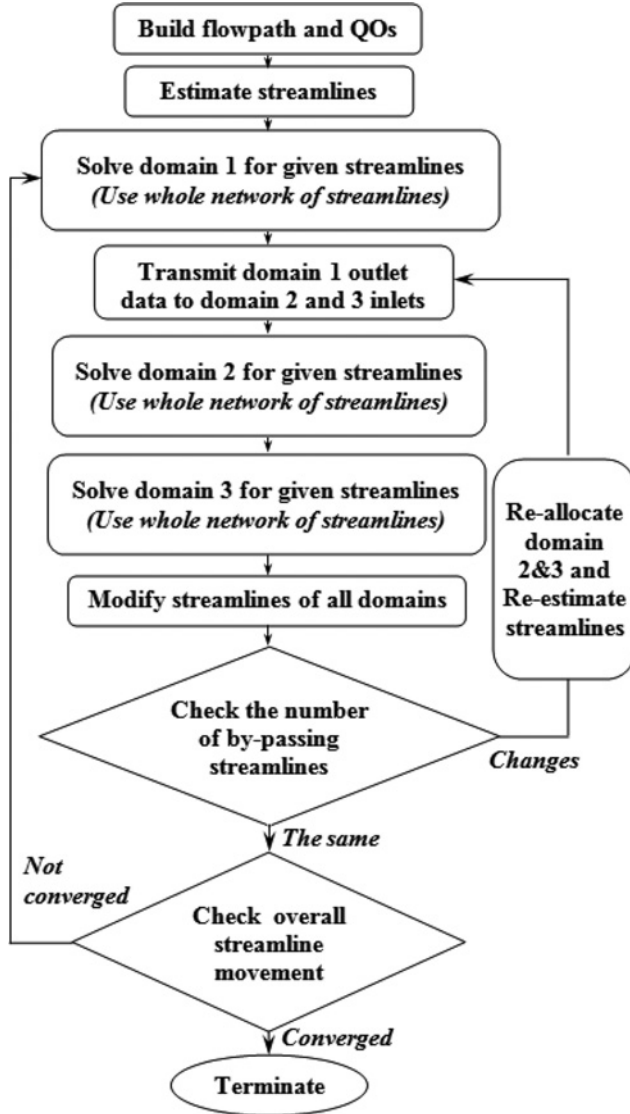 Build flowpath and QOs
Estimate streamlines
Solve domain 1 for given streamlines
(Use whole network of streamlines)
Transmit domain 1 outlet
data to domain 2 and 3 inlets
Solve domain 2 for given streamlines
(Use whole network of streamlines)
Solve domain 3 for given streamlines
(Use whole network of streamlines)
Re-allocate
domain
2&3 and
Re-estimate
streamlines
Modify streamlines of all domains
Check the number
of by-passing
streamlines
Changes
The same
Not
converged
Check overall
streamline
movement
Converged
Terminate